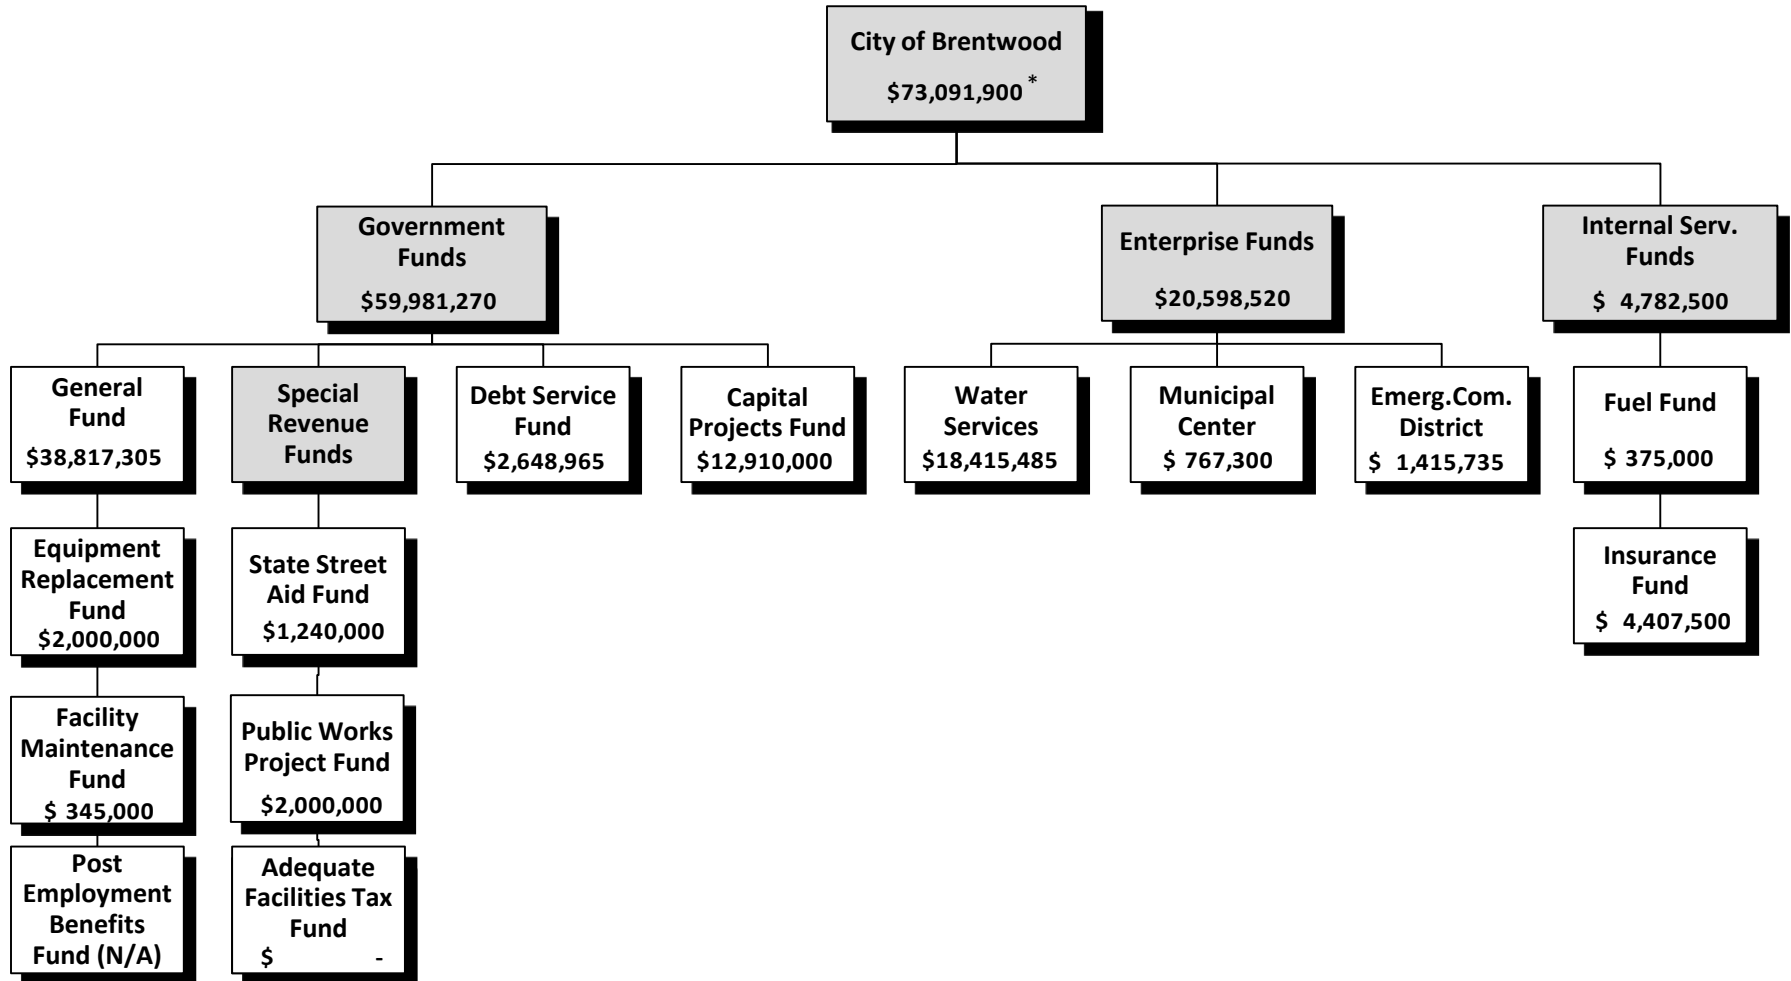 City of Brentwood
$73,091,900 *
Government
Funds
$59,981,270
Enterprise Funds
$20,598,520
Internal Serv.
Funds
$ 4,782,500
General
Fund
$38,817,305
Special
Revenue
Funds
Debt Service
Fund
$2,648,965
Capital
Projects Fund
$12,910,000
Water
Services
$18,415,485
Municipal
Center
$ 767,300
Emerg.Com.
District
$ 1,415,735
Fuel Fund
$ 375,000
Equipment
Replacement
Fund
$2,000,000
State Street
Aid Fund
$1,240,000
Insurance
Fund
$ 4,407,500
Facility
Maintenance
Fund
$ 345,000
Public Works
Project Fund
$2,000,000
Post
Employment
Benefits
Fund (N/A)
Adequate
Facilities Tax
Fund
$ -